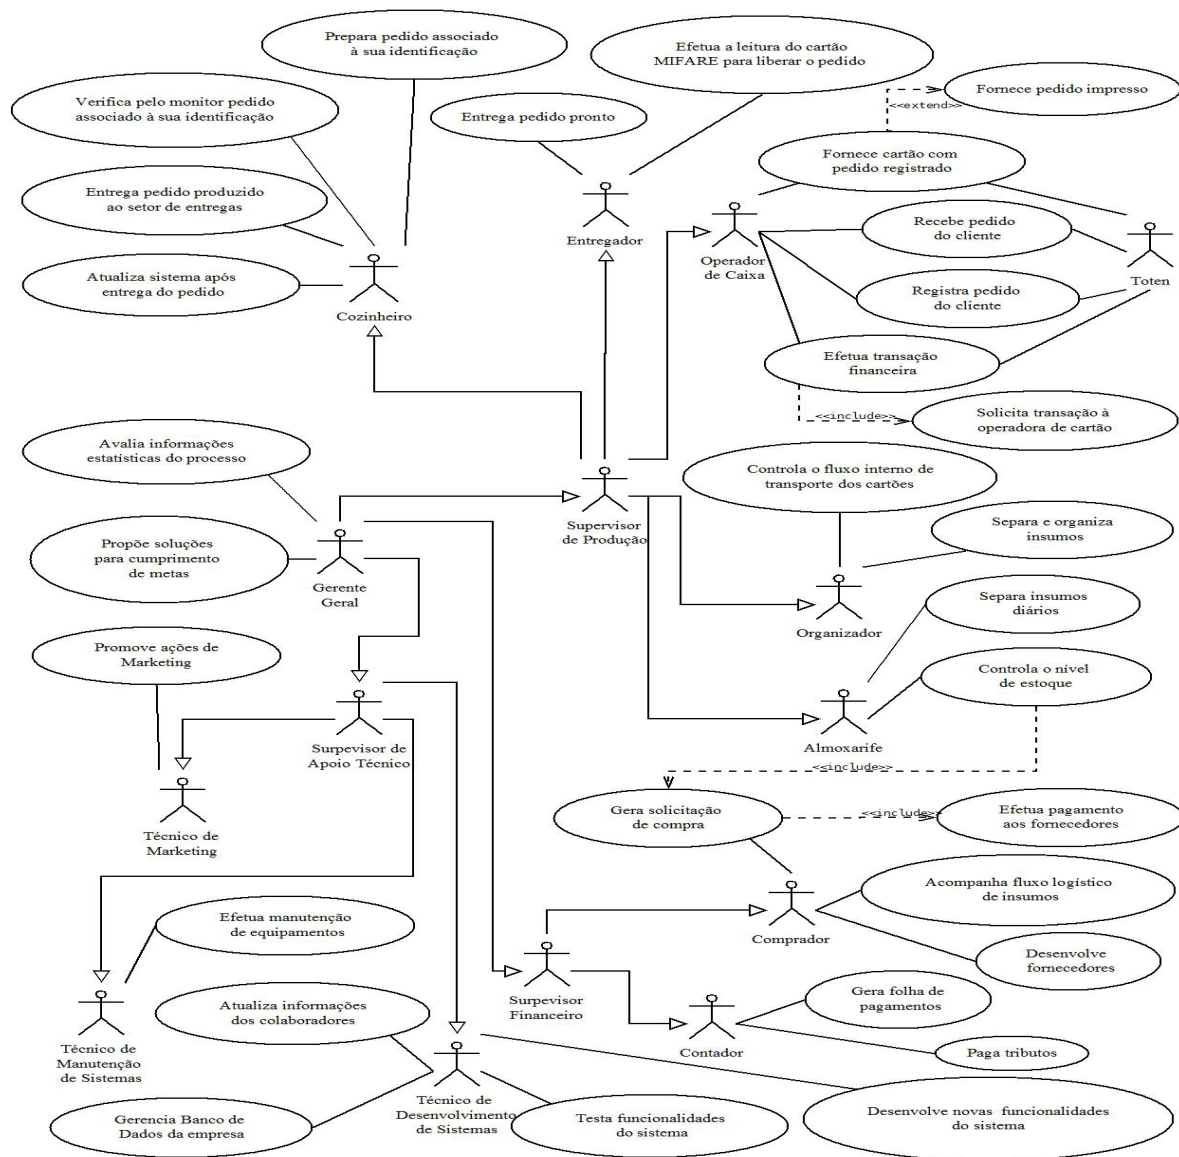 Prepara pedido associado
à sua identificação
Efetua a leitura do cartão
MIFARE para liberar o pedido
Fornece pedido impresso
<<extend>>
Verifica pelo monitor pedido
associado à sua identificação
Entrega pedido pronto
Fornece cartão com
pedido registrado
Entrega pedido produzido
ao setor de entregas
Entregador
Operador
de Caixa
Recebe pedido
do cliente
Toten
Atualiza sistema após
entrega do pedido
Cozinheiro
Registra pedido
do cliente
Efetua transação
financeira
<<include>>
Solicita transação à
operadora de cartão
Avalia informações
estatísticas do processo
Controla o fluxo interno de
transporte dos cartões
Supervisor
de Produção
Separa e organiza
insumos
Propõe soluções
para cumprimento
de metas
Gerente
Geral
Organizador
Separa insumos
diários
Promove ações de
Marketing
Controla o nível
de estoque
Surpevisor de
Apoio Técnico
Almoxarife
<<include>>
Técnico de
Marketing
Gera solicitação
de compra
<<include>>
Efetua pagamento
aos fornecedores
Acompanha fluxo logístico
de insumos
Efetua manutenção
de equipamentos
Comprador
Desenvolve
fornecedores
Surpevisor
Financeiro
Gera folha de
pagamentos
Atualiza informações
dos colaboradores
Contador
Paga tributos
Técnico de
Manutenção
de Sistemas
Técnico de
Desenvolvimento
de Sistemas
Gerencia Banco de
Dados da empresa
Testa funcionalidades
do sistema
Desenvolve novas funcionalidades
do sistema